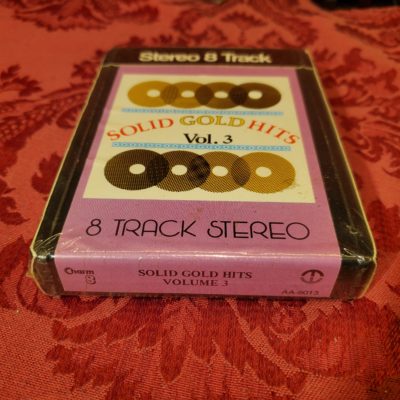 Stereo 8 Track
SOLID GOLD HITS
Vol. 3
8 TRACK STEREO
Charm
8
SOLID GOLD HITS
VOLUME 3
AA-8013